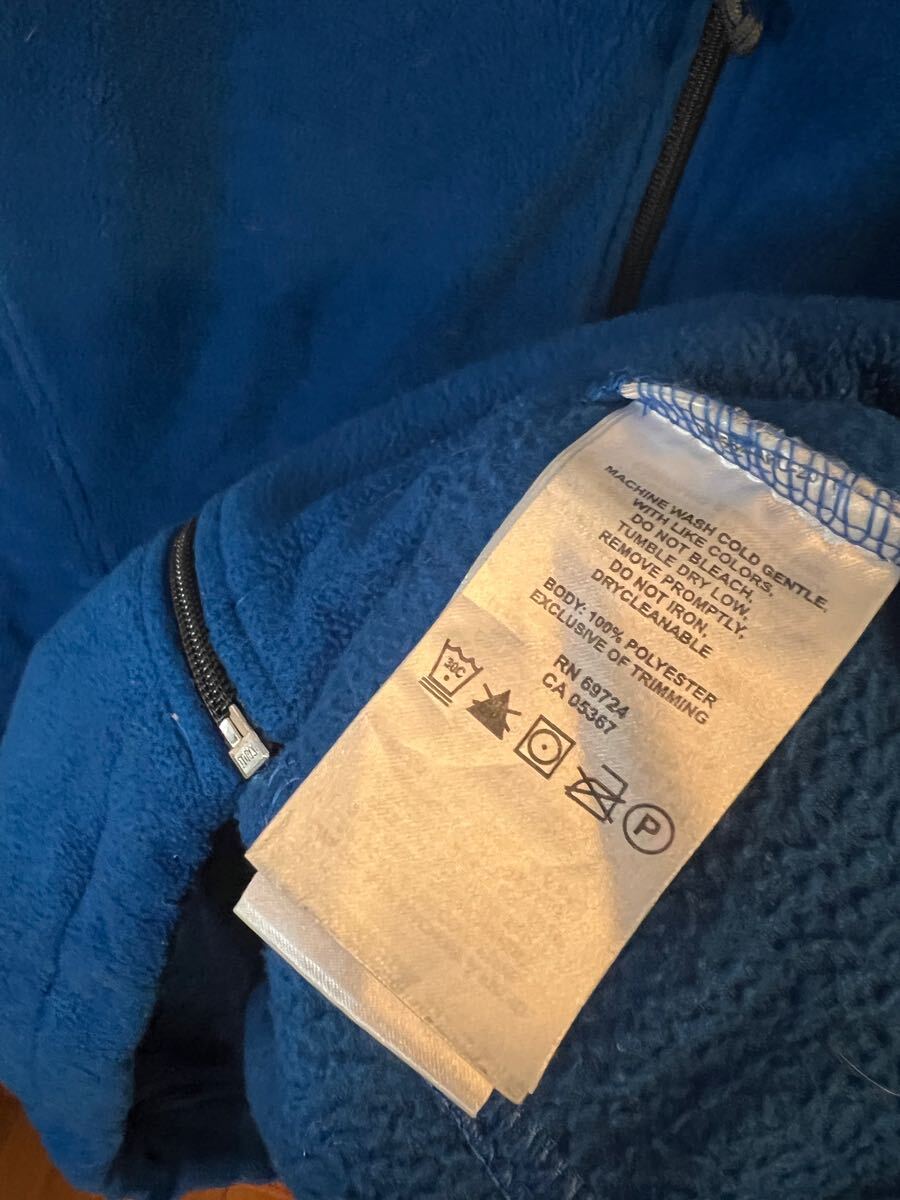 MACHINE WASH COLD GENTLE,
WITH LIKE COLORS,
DO NOT BLEACH,
TUMBLE DRY LOW,
REMOVE PROMPTLY,
DO NOT IRON,
DRYCLEANABLE
BODY: 100% POLYESTER
EXCLUSIVE OF TRIMMING
RN 69724
CA 05367
30C
P